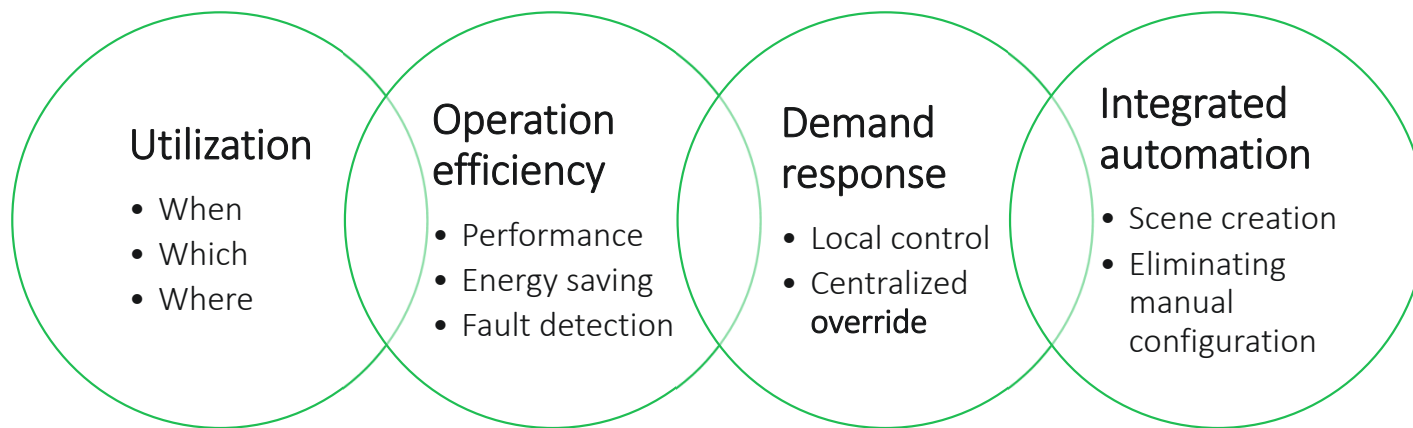 Utilization
• When
• Which
• Where
Operation
efficiency
• Performance
• Energy saving
• Fault detection
Demand
response
• Local control
• Centralized
override
Integrated
automation
• Scene creation
• Eliminating
manual
configuration